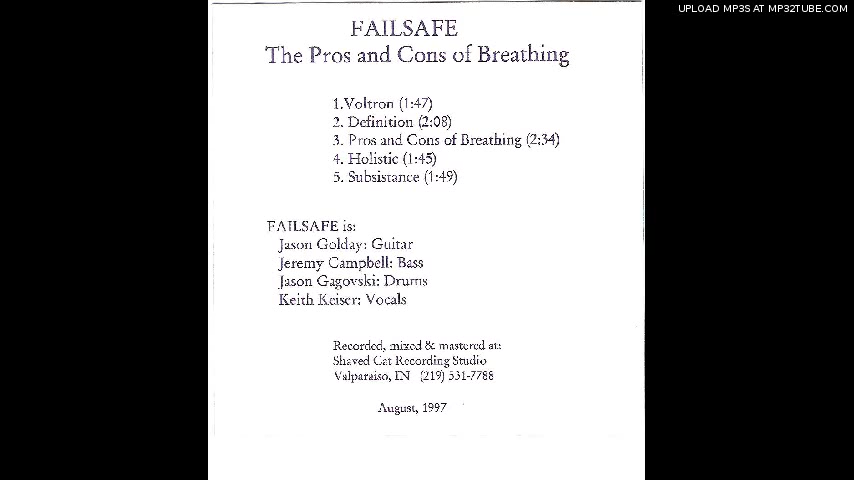 UPLOAD MP3S AT MP32TUBE.COM
FAILSAFE
The Pros and Cons of Breathing
1.Voltron (1:47)
2. Definition (2:08)
3. Pros and Cons of Breathing (2:34)
4. Holistic (1:45)
5. Subsistance (1:49)
FAILSAFE is:
Jason Golday: Guitar
Jeremy Campbell: Bass
Jason Gagovski: Drums
Keith Keiser: Vocals
Recorded, mixed & mastered at:
Shaved Cat Recording Studio
Valparaiso, IN (219) 531-7788
August, 1997